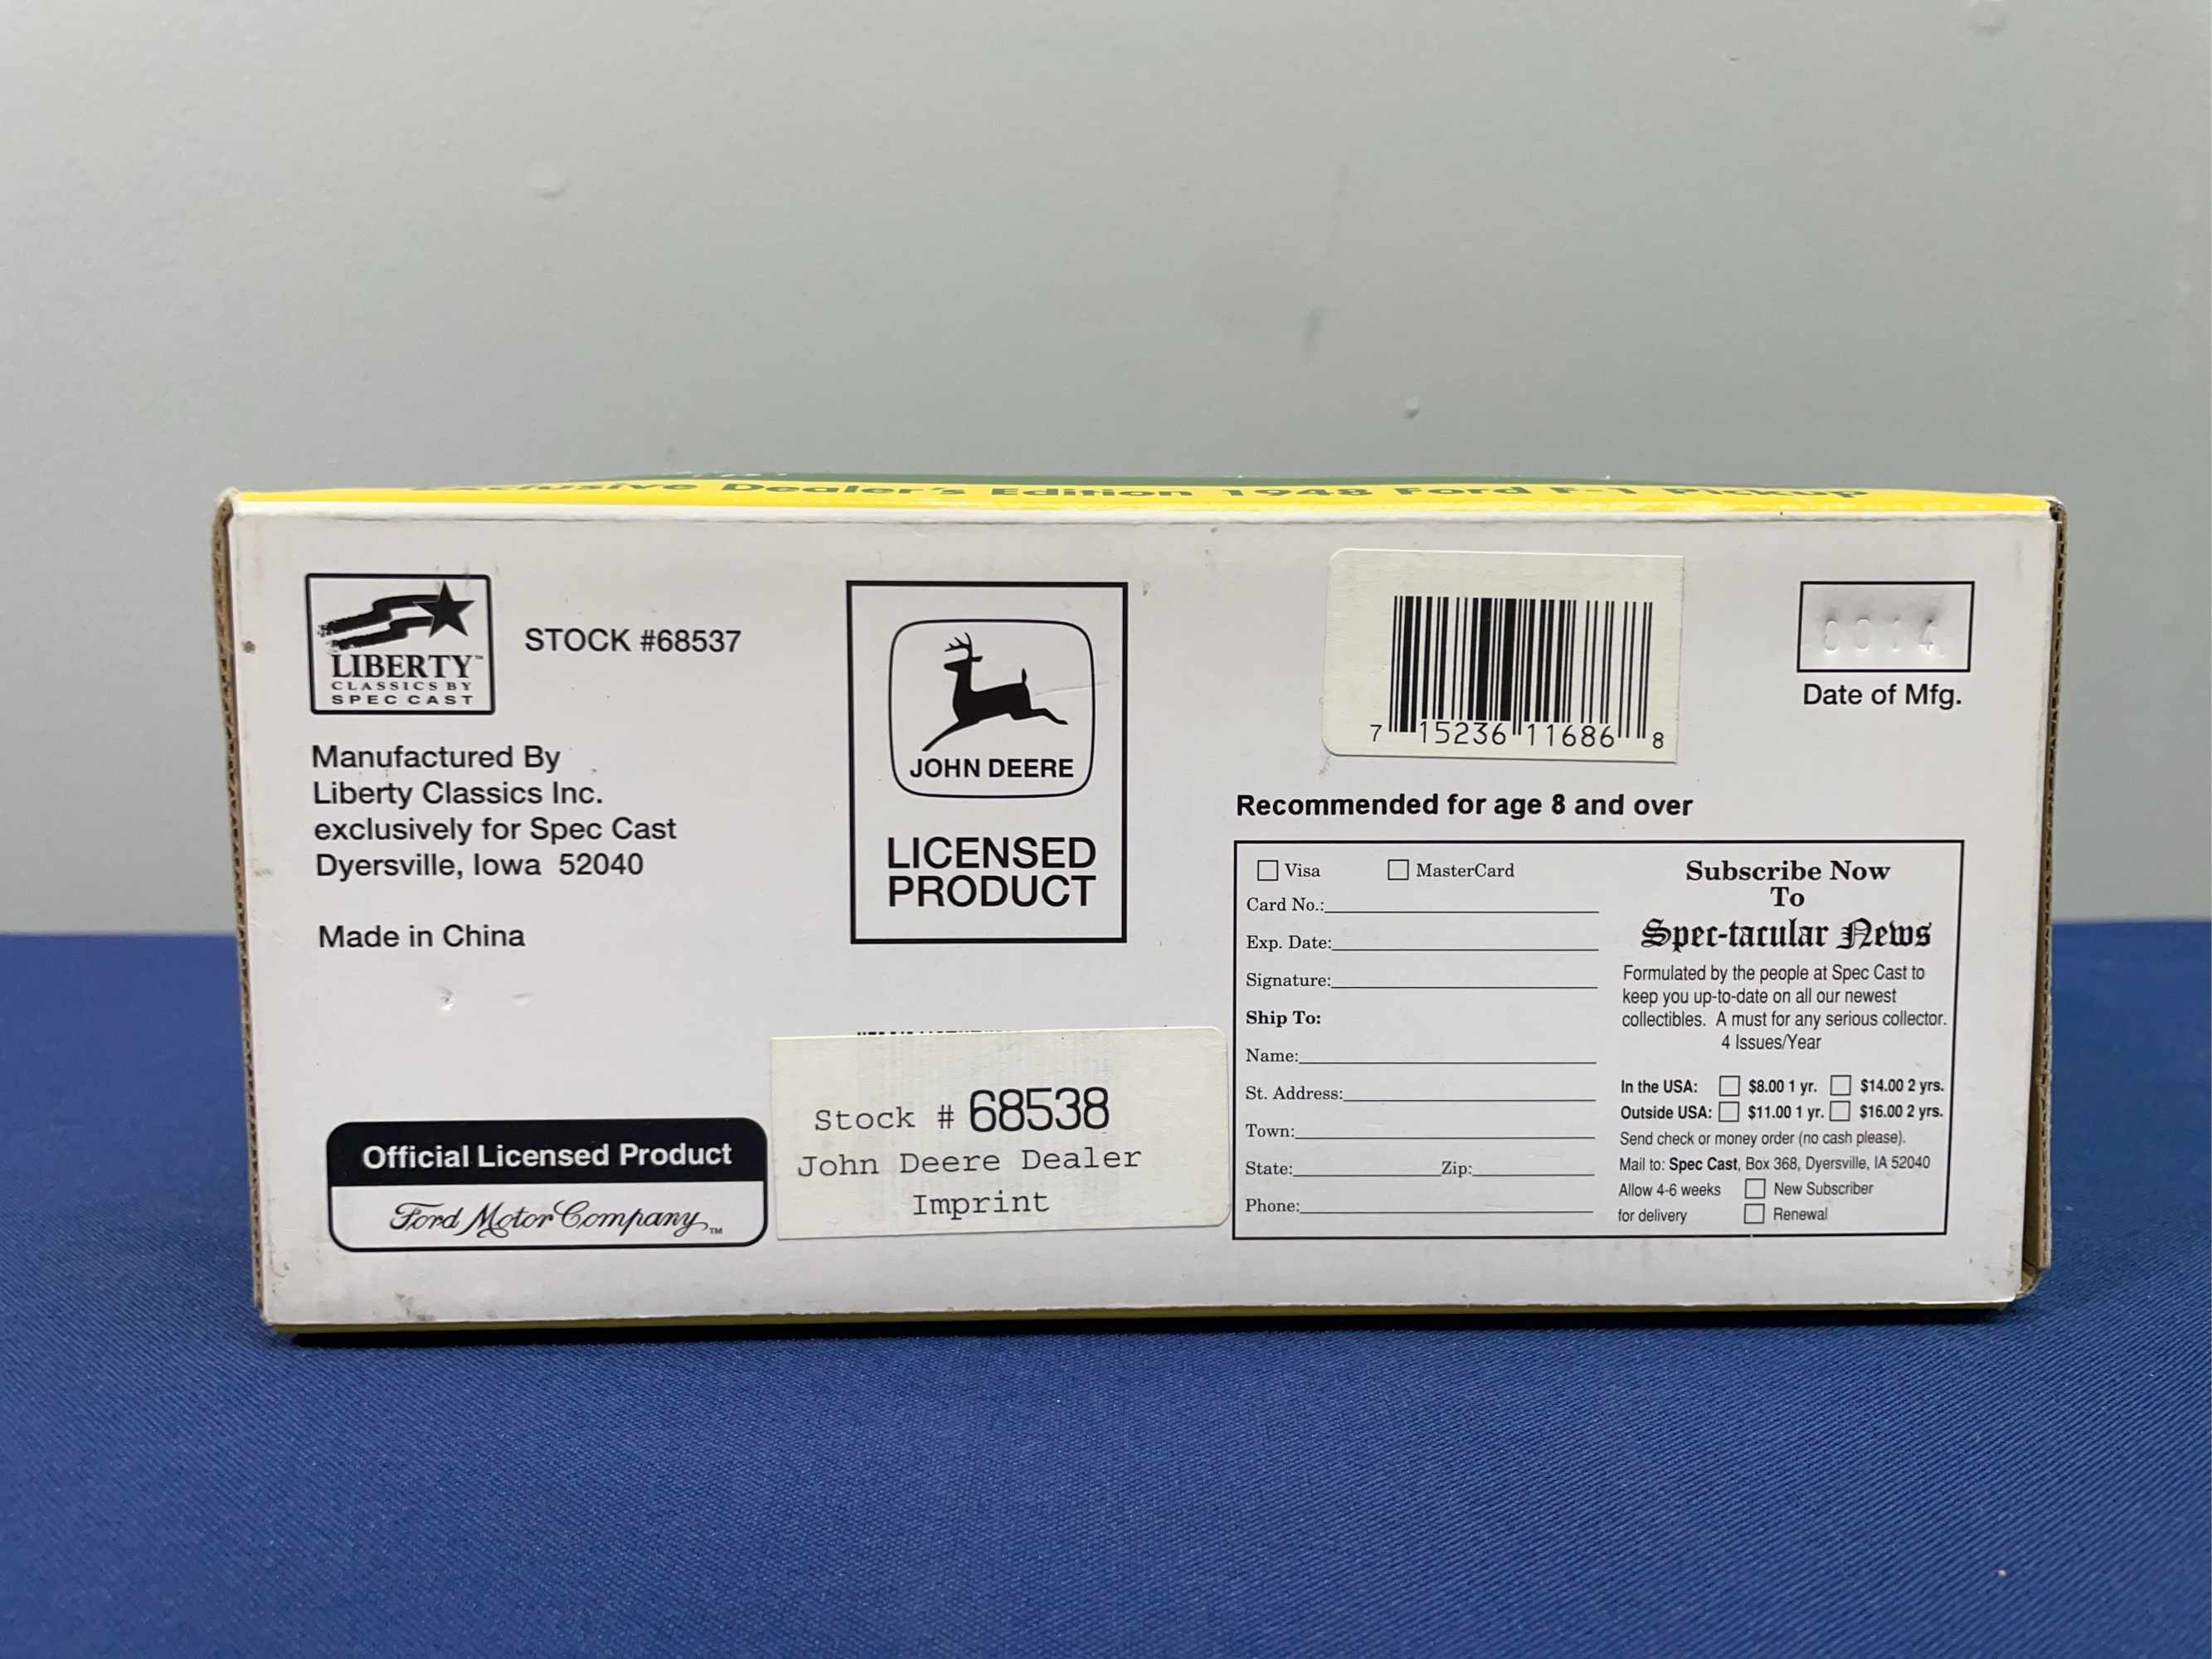 Exclusive Dealer's Edition 1948 Ford F-1 Pickup
LIBERTY™
CLASSICS BY
SPEC CAST
STOCK #68537
Manufactured By
Liberty Classics Inc.
exclusively for Spec Cast
Dyersville, Iowa 52040
Made in China
Official Licensed Product
Ford Motor Company™
JOHN DEERE
LICENSED
PRODUCT
Stock # 68538
John Deere Dealer
Imprint
7 15236 11686 8
Date of Mfg.
Recommended for age 8 and over
Visa MasterCard
Card No.:
Exp. Date:
Signature:
Ship To:
Name:
St. Address:
Town:
State: Zip:
Phone:
Subscribe Now
To
Spec-tacular News
Formulated by the people at Spec Cast to
keep you up-to-date on all our newest
collectibles. A must for any serious collector.
4 Issues/Year
In the USA: $8.00 1 yr. $14.00 2 yrs.
Outside USA: $11.00 1 yr. $16.00 2 yrs.
Send check or money order (no cash please).
Mail to: Spec Cast, Box 368, Dyersville, IA 52040
Allow 4-6 weeks New Subscriber
for delivery Renewal